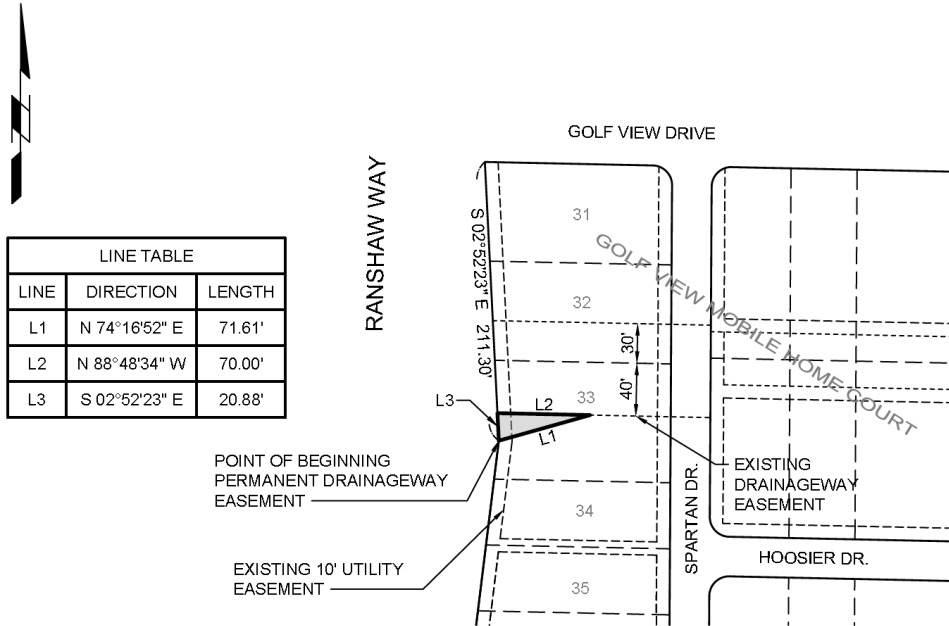 GOLF VIEW DRIVE
RANSHAW WAY
S 02°52'23" E 211.30'
31
GOLF VIEW MOBILE HOME COURT
32
30'
40'
33
LINE TABLE
LINE DIRECTION LENGTH
L1 N 74°16'52" E 71.61'
L2 N 88°48'34" W 70.00'
L3 S 02°52'23" E 20.88'
L3
L2
L1
POINT OF BEGINNING
PERMANENT DRAINAGEWAY
EASEMENT
EXISTING
DRAINAGEWAY
EASEMENT
SPARTAN DR.
34
HOOSIER DR.
EXISTING 10' UTILITY
EASEMENT
35